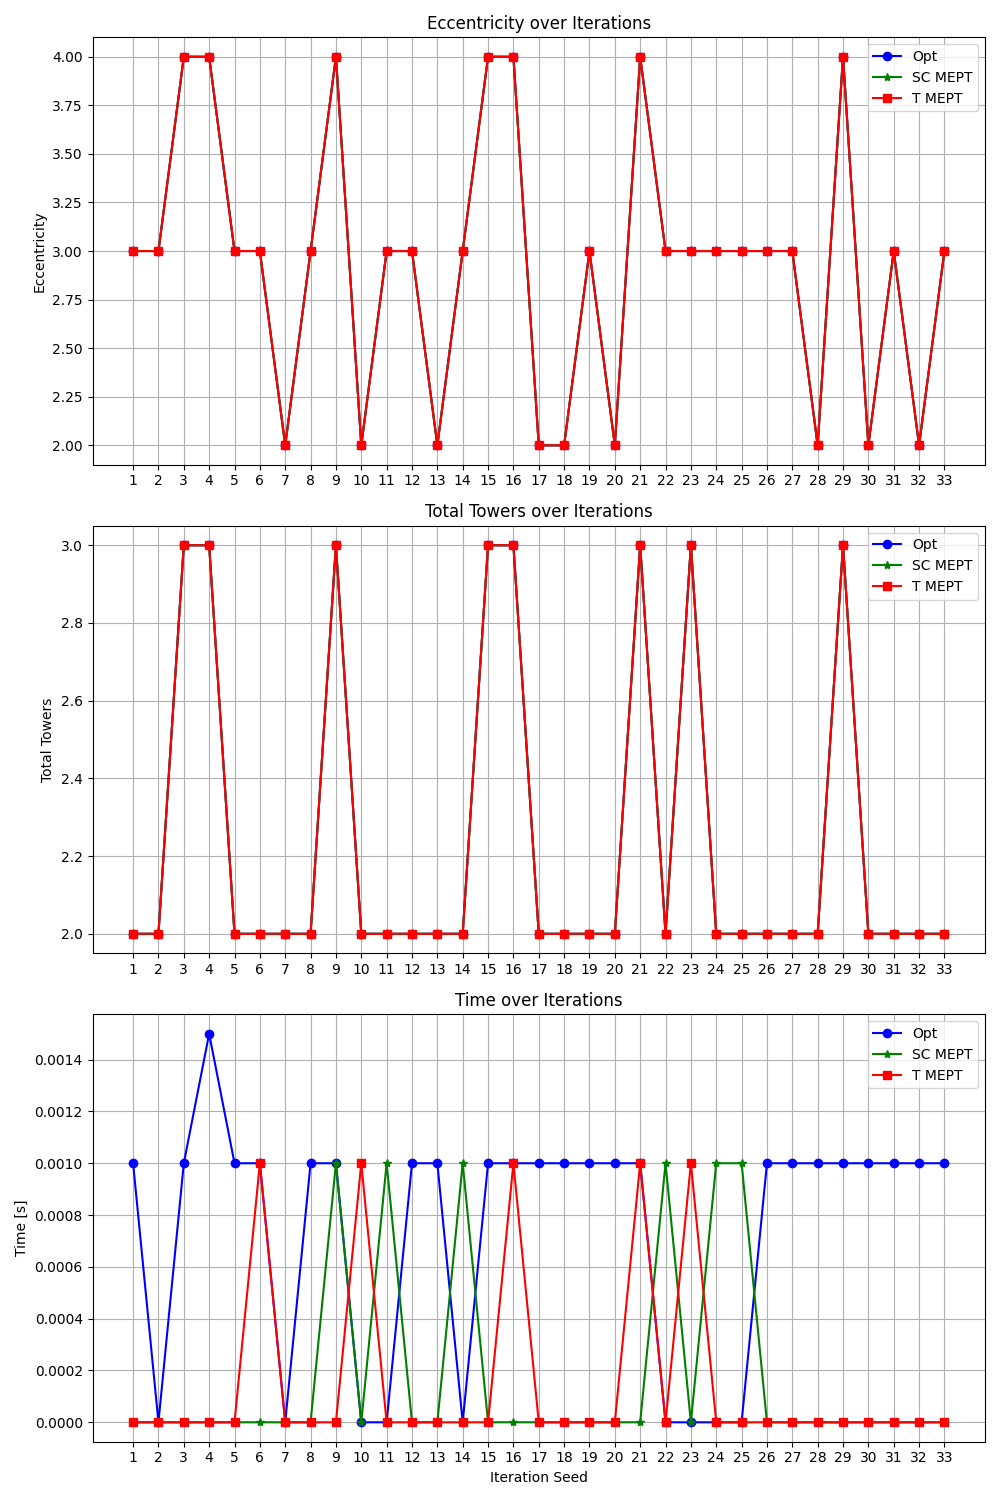 Eccentricity over Iterations
Eccentricity
4.00
3.75
3.50
3.25
3.00
2.75
2.50
2.25
2.00
Opt
SC MEPT
T MEPT
1 2 3 4 5 6 7 8 9 10 11 12 13 14 15 16 17 18 19 20 21 22 23 24 25 26 27 28 29 30 31 32 33
Total Towers over Iterations
Total Towers
3.0
2.8
2.6
2.4
2.2
2.0
Opt
SC MEPT
T MEPT
1 2 3 4 5 6 7 8 9 10 11 12 13 14 15 16 17 18 19 20 21 22 23 24 25 26 27 28 29 30 31 32 33
Time over Iterations
Time [s]
0.0014
0.0012
0.0010
0.0008
0.0006
0.0004
0.0002
0.0000
Opt
SC MEPT
T MEPT
1 2 3 4 5 6 7 8 9 10 11 12 13 14 15 16 17 18 19 20 21 22 23 24 25 26 27 28 29 30 31 32 33
Iteration Seed